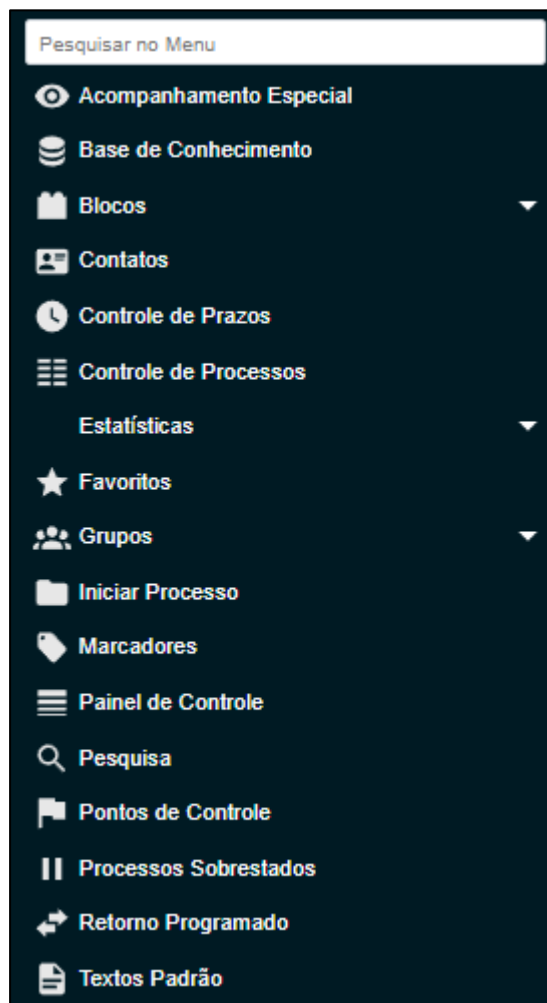 Pesquisar no Menu
Acompanhamento Especial
Base de Conhecimento
Blocos
Contatos
Controle de Prazos
Controle de Processos
Estatísticas
Favoritos
Grupos
Iniciar Processo
Marcadores
Painel de Controle
Pesquisa
Pontos de Controle
Processos Sobrestados
Retorno Programado
Textos Padrão